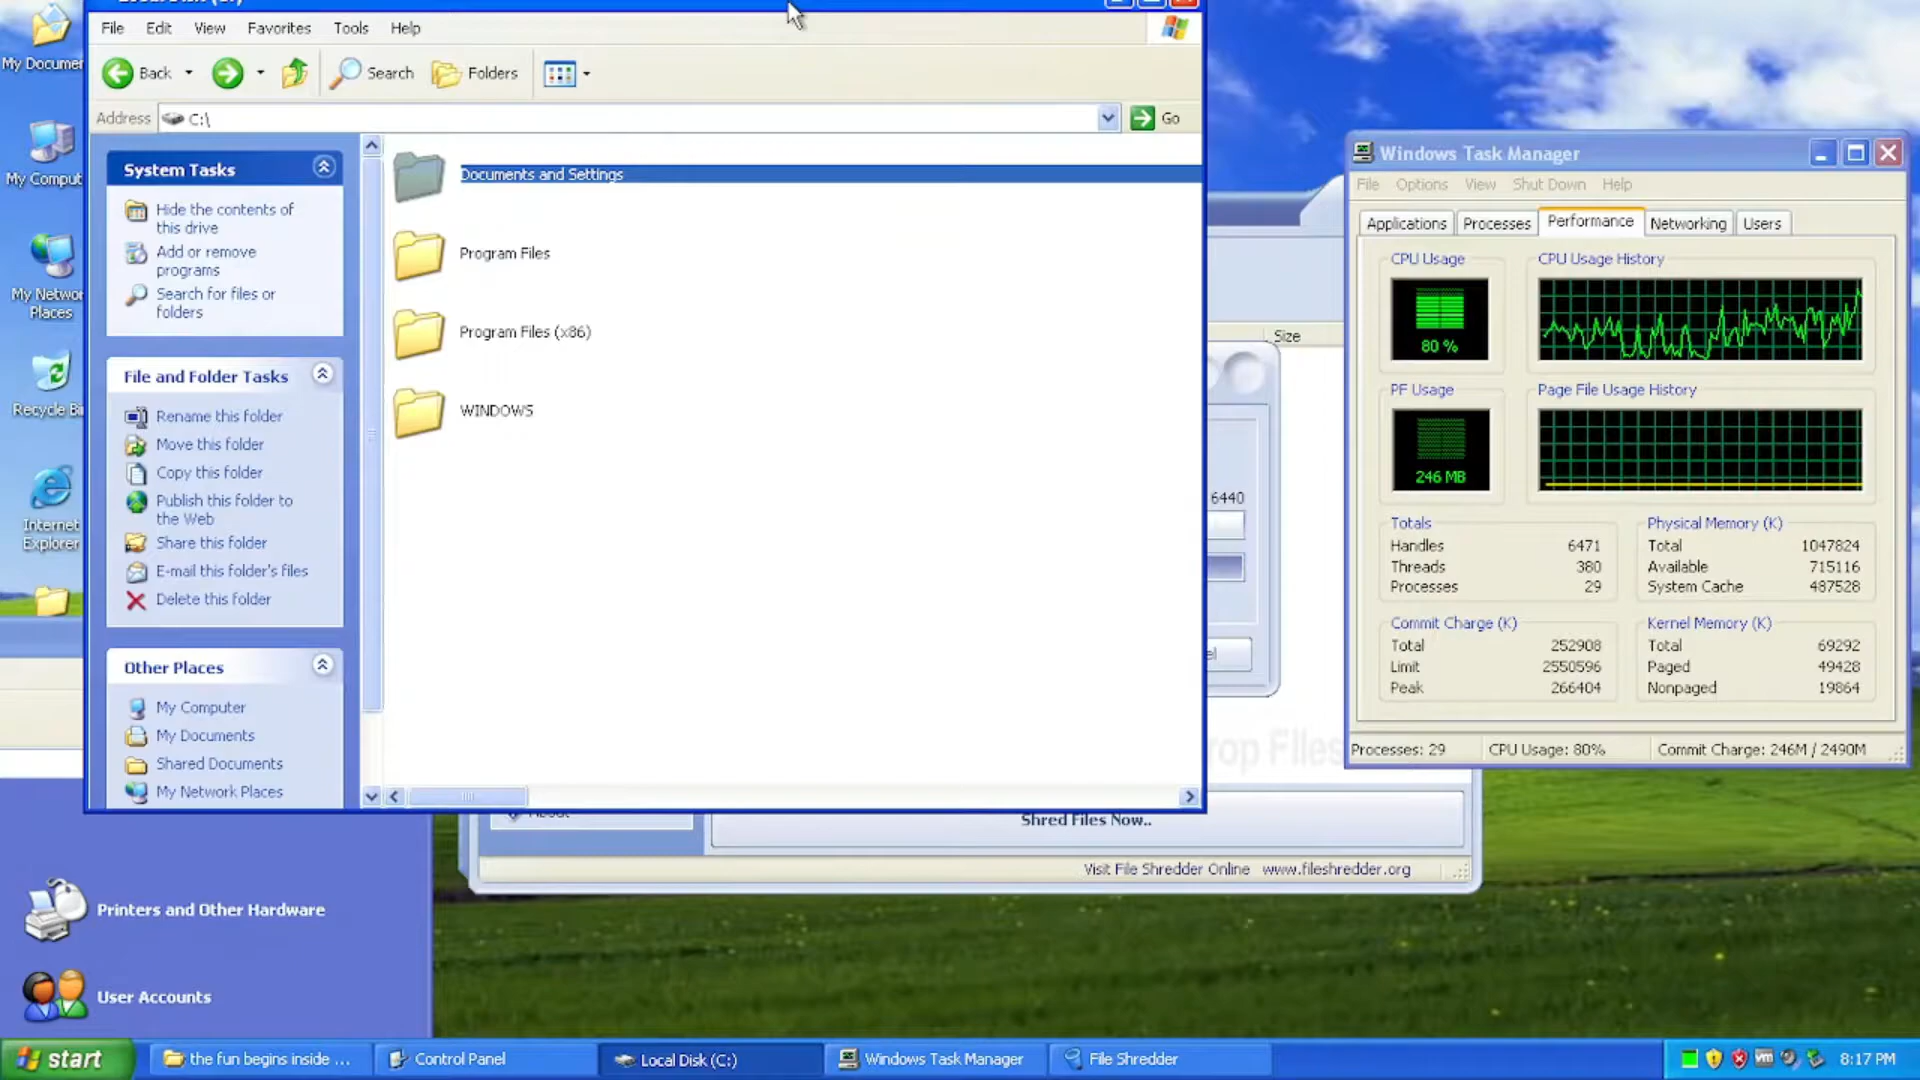 File Edit View Favorites Tools Help
Back Search Folders
Address C:\ Go
System Tasks
Hide the contents of
this drive
Add or remove
programs
Search for files or
folders
File and Folder Tasks
Rename this folder
Move this folder
Copy this folder
Publish this folder to
the Web
Share this folder
E-mail this folder's files
Delete this folder
Other Places
My Computer
My Documents
Shared Documents
My Network Places
Documents and Settings
Program Files
Program Files (x86)
WINDOWS
My Documen
My Comput
My Networ
Places
Recycle Bi
Internet
Explorer
Size
6440
Windows Task Manager
File Options View Shut Down Help
Applications Processes Performance Networking Users
CPU Usage CPU Usage History
80 %
PF Usage Page File Usage History
246 MB
Totals
Handles 6471
Threads 380
Processes 29
Physical Memory (K)
Total 1047824
Available 715116
System Cache 487528
Commit Charge (K)
Total 252908
Limit 2550596
Peak 266404
Kernel Memory (K)
Total 69292
Paged 49428
Nonpaged 19864
Processes: 29 CPU Usage: 80% Commit Charge: 246M / 2490M
rop Files
Shred Files Now..
Visit File Shredder Online www.fileshredder.org
Printers and Other Hardware
User Accounts
start the fun begins inside ... Control Panel Local Disk (C:) Windows Task Manager File Shredder vm 8:17 PM